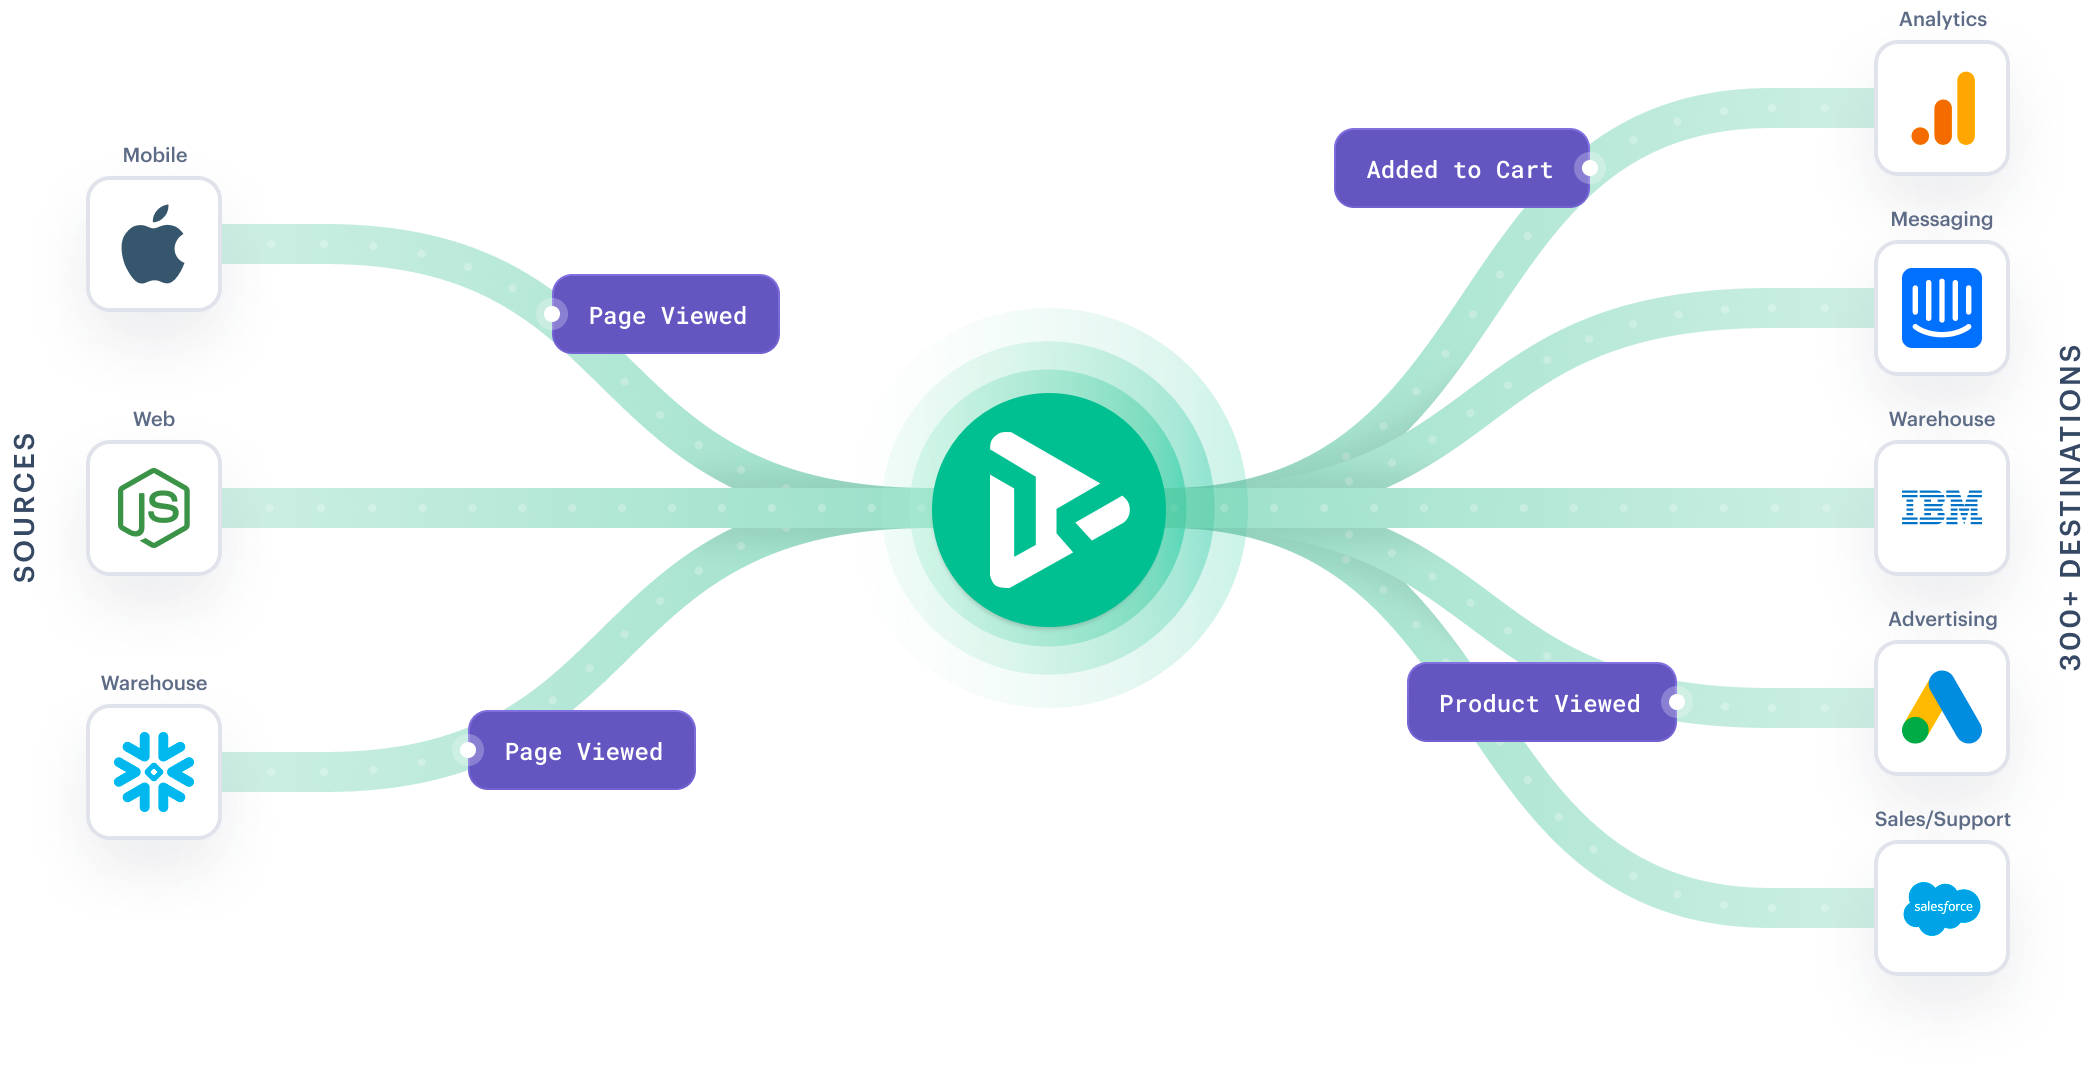 SOURCES
Mobile
Web
JS
Warehouse
Page Viewed
Page Viewed
Added to Cart
Product Viewed
Analytics
Messaging
Warehouse
IBM
Advertising
Sales/Support
salesforce
300+ DESTINATIONS